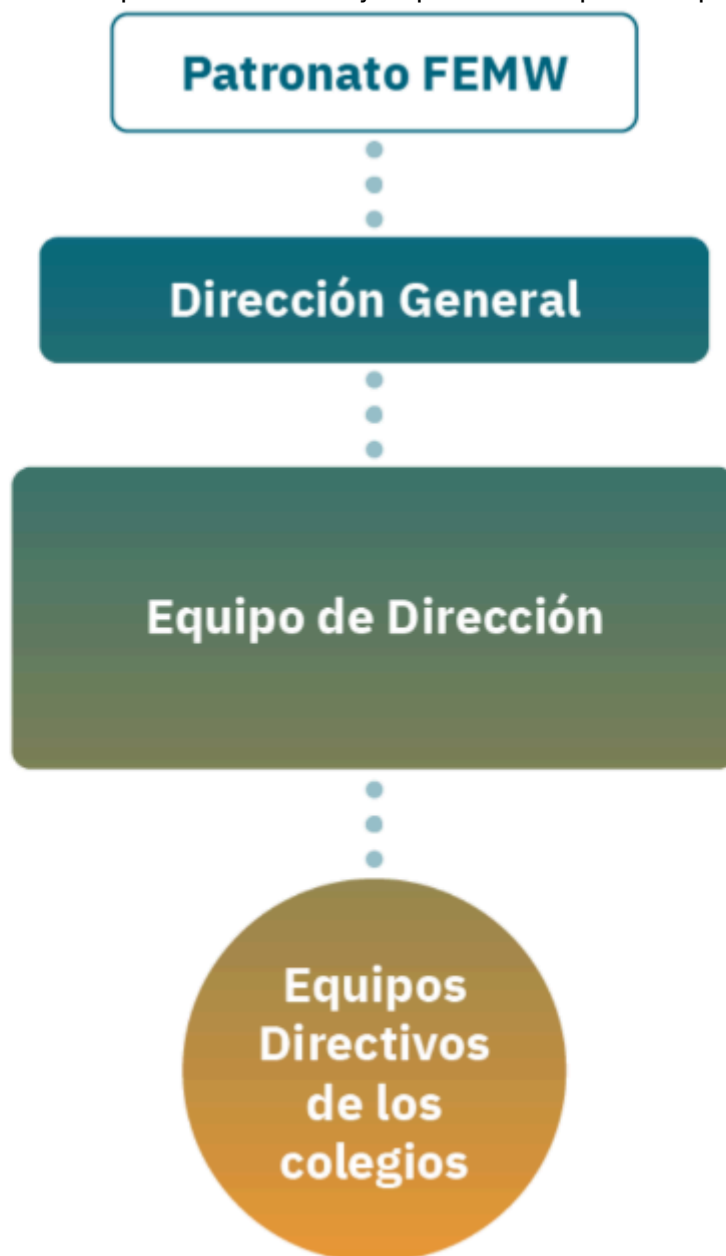 Patronato FEMW
Dirección General
Equipo de Dirección
Equipos
Directivos
de los
colegios